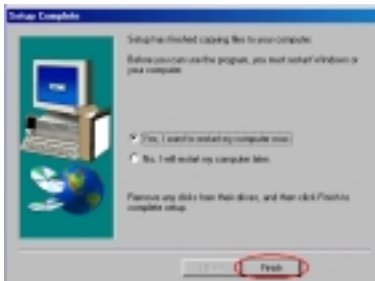 Setup Complete
Setup has finished copying files to your computer.
Before you can use the program, you must restart Windows or
your computer.
Yes, I want to restart my computer now.
No, I will restart my computer later.
Remove any disks from their drives, and then click Finish to
complete setup.
Finish